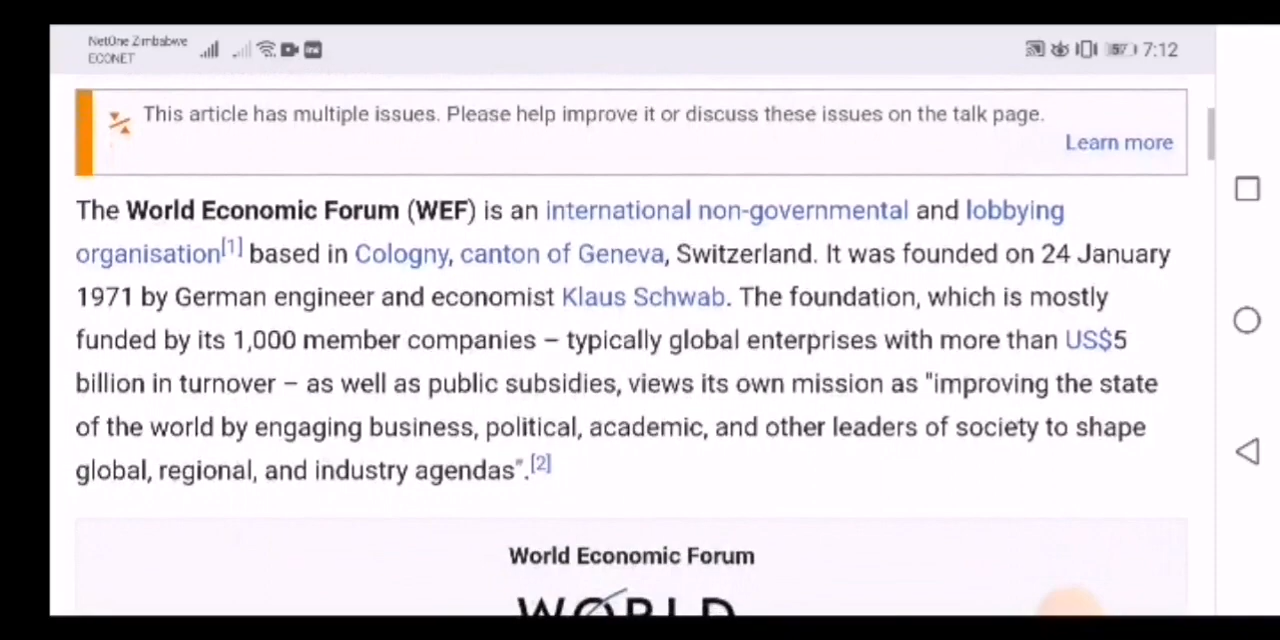 NetOne Zimbabwe
ECONET
57 7:12
This article has multiple issues. Please help improve it or discuss these issues on the talk page.
Learn more
The World Economic Forum (WEF) is an international non-governmental and lobbying
organisation[1] based in Cologny, canton of Geneva, Switzerland. It was founded on 24 January
1971 by German engineer and economist Klaus Schwab. The foundation, which is mostly
funded by its 1,000 member companies – typically global enterprises with more than US$5
billion in turnover – as well as public subsidies, views its own mission as "improving the state
of the world by engaging business, political, academic, and other leaders of society to shape
global, regional, and industry agendas".[2]
World Economic Forum
WORLD